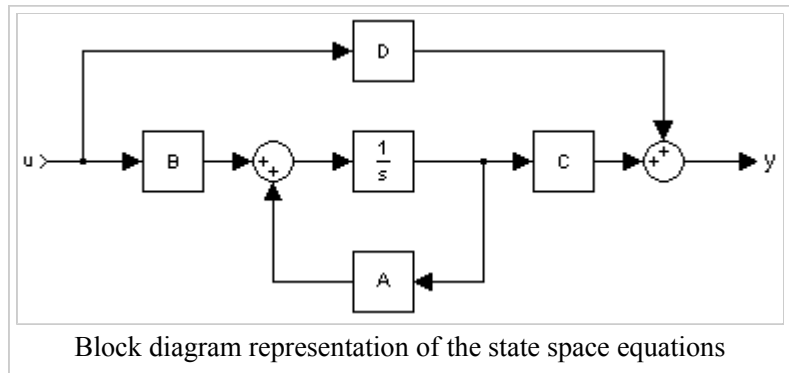 D
u
B
+
+
1
s
C
+
+
y
A
Block diagram representation of the state space equations